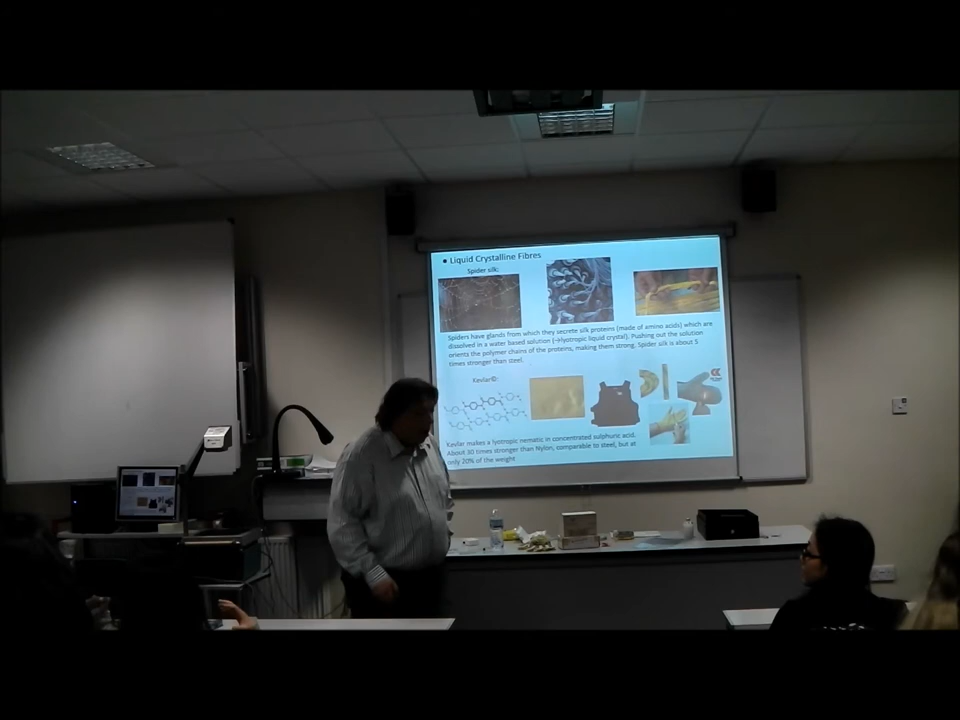 • Liquid Crystalline Fibres
Spider silk:
Spiders have glands from which they secrete silk proteins (made of amino acids) which are
dissolved in a water based solution (→lyotropic liquid crystal). Pushing out the solution
orients the polymer chains of the proteins, making them strong. Spider silk is about 5
times stronger than steel.
Kevlar©:
Kevlar makes a lyotropic nematic in concentrated sulphuric acid.
About 30 times stronger than Nylon, comparable to steel, but at
only 20% of the weight